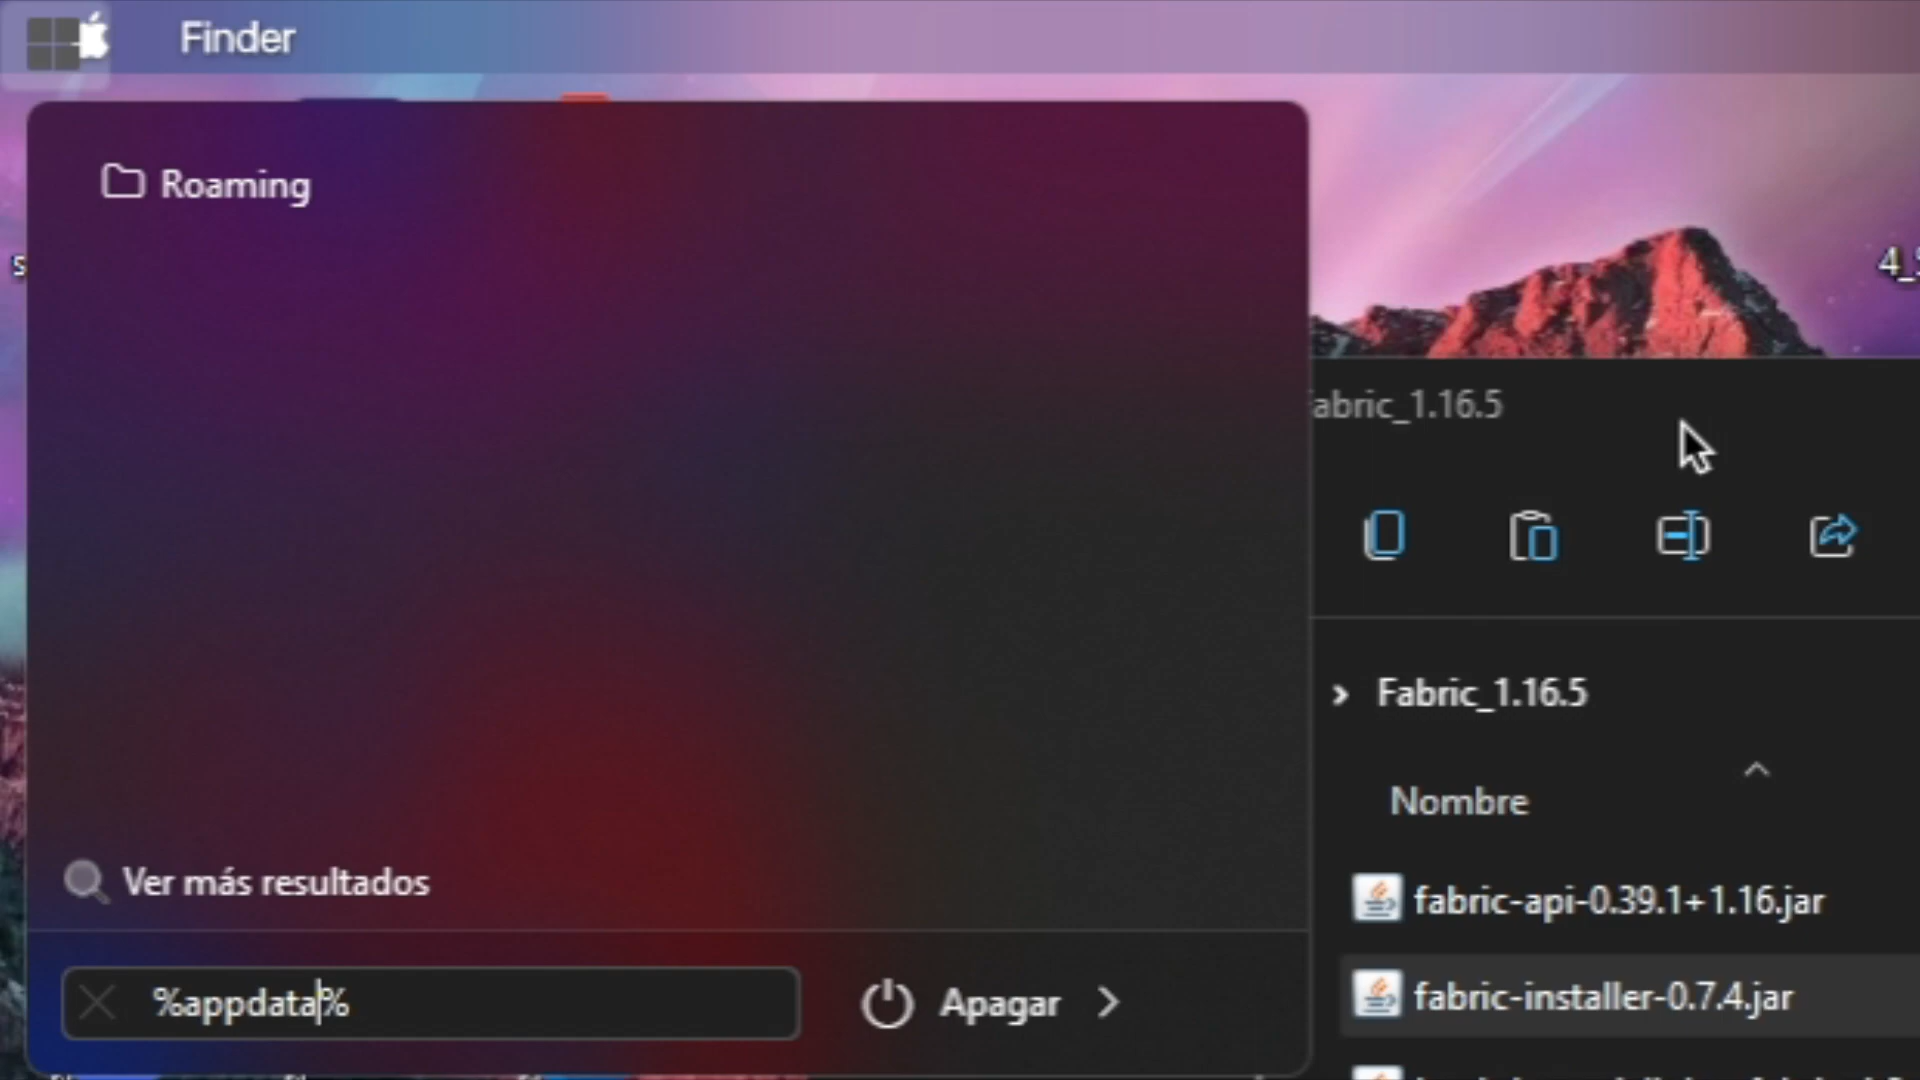 Finder
Roaming
abric_1.16.5
Fabric_1.16.5
Nombre
fabric-api-0.39.1+1.16.jar
fabric-installer-0.7.4.jar
Ver más resultados
%appdata%
Apagar